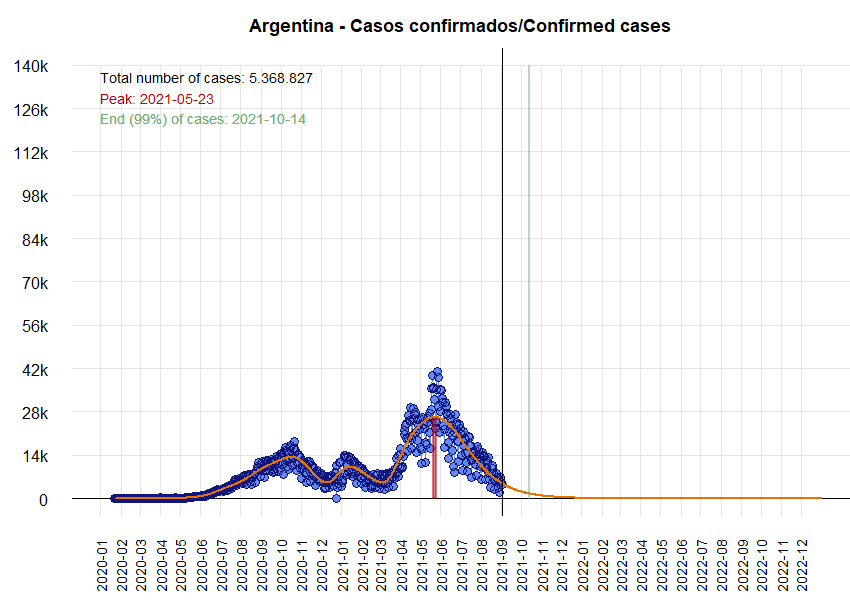 Argentina - Casos confirmados/Confirmed cases
140k
Total number of cases: 5.368.827
Peak: 2021-05-23
126k
End (99%) of cases: 2021-10-14
112k
98k
84k
70k
56k
42k
28k
14k
0
2020-01
2020-02
2020-03
2020-04
2020-05
2020-06
2020-07
2020-08
2020-09
2020-10
2020-11
2020-12
2021-01
2021-02
2021-03
2021-04
2021-05
2021-06
2021-07
2021-08
2021-09
2021-10
2021-11
2021-12
2022-01
2022-02
2022-03
2022-04
2022-05
2022-06
2022-07
2022-08
2022-09
2022-10
2022-11
2022-12